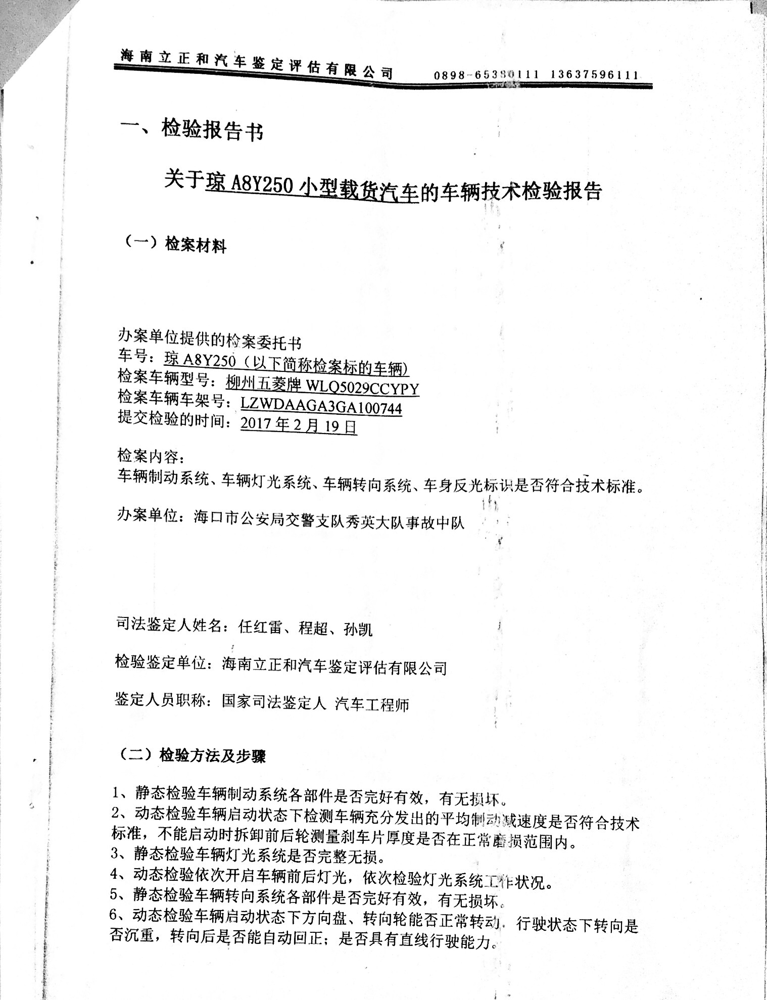 海南立正和汽车鉴定评估有限公司 0898-65380111 13637596111
一、检验报告书
关于琼 A8Y250 小型载货汽车的车辆技术检验报告
（一）检案材料
办案单位提供的检案委托书
车号：琼 A8Y250（以下简称检案标的车辆)
检案车辆型号：柳州五菱牌 WLQ5029CCYPY
检案车辆车架号：LZWDAAGA3GA100744
提交检验的时间：2017 年 2 月 19 日
检案内容：
车辆制动系统、车辆灯光系统、车辆转向系统、车身反光标识是否符合技术标准。
办案单位：海口市公安局交警支队秀英大队事故中队
司法鉴定人姓名：任红雷、程超、孙凯
检验鉴定单位：海南立正和汽车鉴定评估有限公司
鉴定人员职称：国家司法鉴定人 汽车工程师
（二）检验方法及步骤
1、静态检验车辆制动系统各部件是否完好有效，有无损坏。
2、动态检验车辆启动状态下检测车辆充分发出的平均制动减速度是否符合技术
标准，不能启动时拆卸前后轮测量刹车片厚度是否在正常磨损范围内。
3、静态检验车辆灯光系统是否完整无损。
4、动态检验依次开启车辆前后灯光，依次检验灯光系统工作状况。
5、静态检验车辆转向系统各部件是否完好有效，有无损坏。
6、动态检验车辆启动状态下方向盘、转向轮能否正常转动．行驶状态下转向是
否沉重，转向后是否能自动回正；是否具有直线行驶能力。